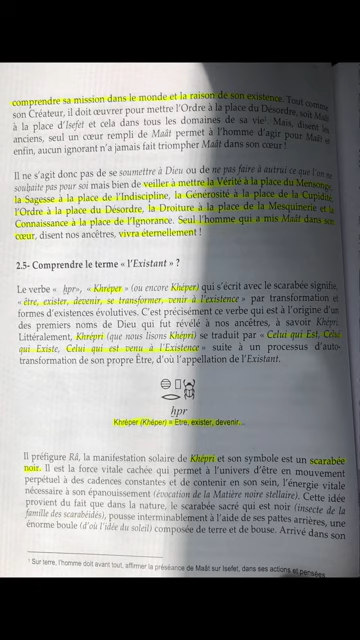 comprendre sa mission dans le monde et la raison de son existence. Tout comme
son Créateur, il doit œuvrer pour mettre l'Ordre à la place du Désordre, soit Maât
à la place d'Isefet et cela dans tous les domaines de sa vie¹. Mais, disent les
anciens, seul un cœur rempli de Maât permet à l'homme d'agir pour Maât et
enfin, aucun ignorant n'a jamais fait triompher Maât dans son cœur !
Il ne s'agit donc pas de se soumettre à Dieu ou de ne pas faire à autrui ce que l'on ne
souhaite pas pour soi mais bien de veiller à mettre la Vérité à la place du Mensonge,
la Sagesse à la place de l'Indiscipline, la Générosité à la place de la Cupidité,
l'Ordre à la place du Désordre, la Droiture à la place de la Mesquinerie et la
Connaissance à la place de l'Ignorance. Seul l'homme qui a mis Maât dans son
cœur, disent nos ancêtres, vivra éternellement !
2.5- Comprendre le terme « l'Existant » ?
Le verbe « ḫpr », « Khréper » (ou encore Khéper) qui s'écrit avec le scarabée signifie,
« être, exister, devenir, se transformer, venir à l'existence » par transformation et
formes d'existences évolutives. C'est précisément ce verbe qui est à l'origine d'un
des premiers noms de Dieu qui fut révélé à nos ancêtres, à savoir Khépri.
Littéralement, Khrépri (que nous lisons Khépri) se traduit par « Celui qui Est, Celui
qui Existe, Celui qui est venu à l'Existence » suite à un processus d'auto-
transformation de son propre Être, d'où l'appellation de l'Existant.
ḫpr
Khréper (Khéper) = Etre, exister, devenir…
Il préfigure Râ, la manifestation solaire de Khépri et son symbole est un scarabée
noir. Il est la force vitale cachée qui permet à l'univers d'être en mouvement
perpétuel à des cadences constantes et de contenir en son sein, l'énergie vitale
nécessaire à son épanouissement (évocation de la Matière noire stellaire). Cette idée
provient du fait que dans la nature, le scarabée sacré qui est noir (insecte de la
famille des scarabéidés), pousse interminablement à l'aide de ses pattes arrières, une
énorme boule (d'où l'idée du soleil) composée de terre et de bouse. Arrivé dans son
¹ Sur terre, l'homme doit avant tout, affirmer la préséance de Maât sur Isefet, dans ses actions et pensées